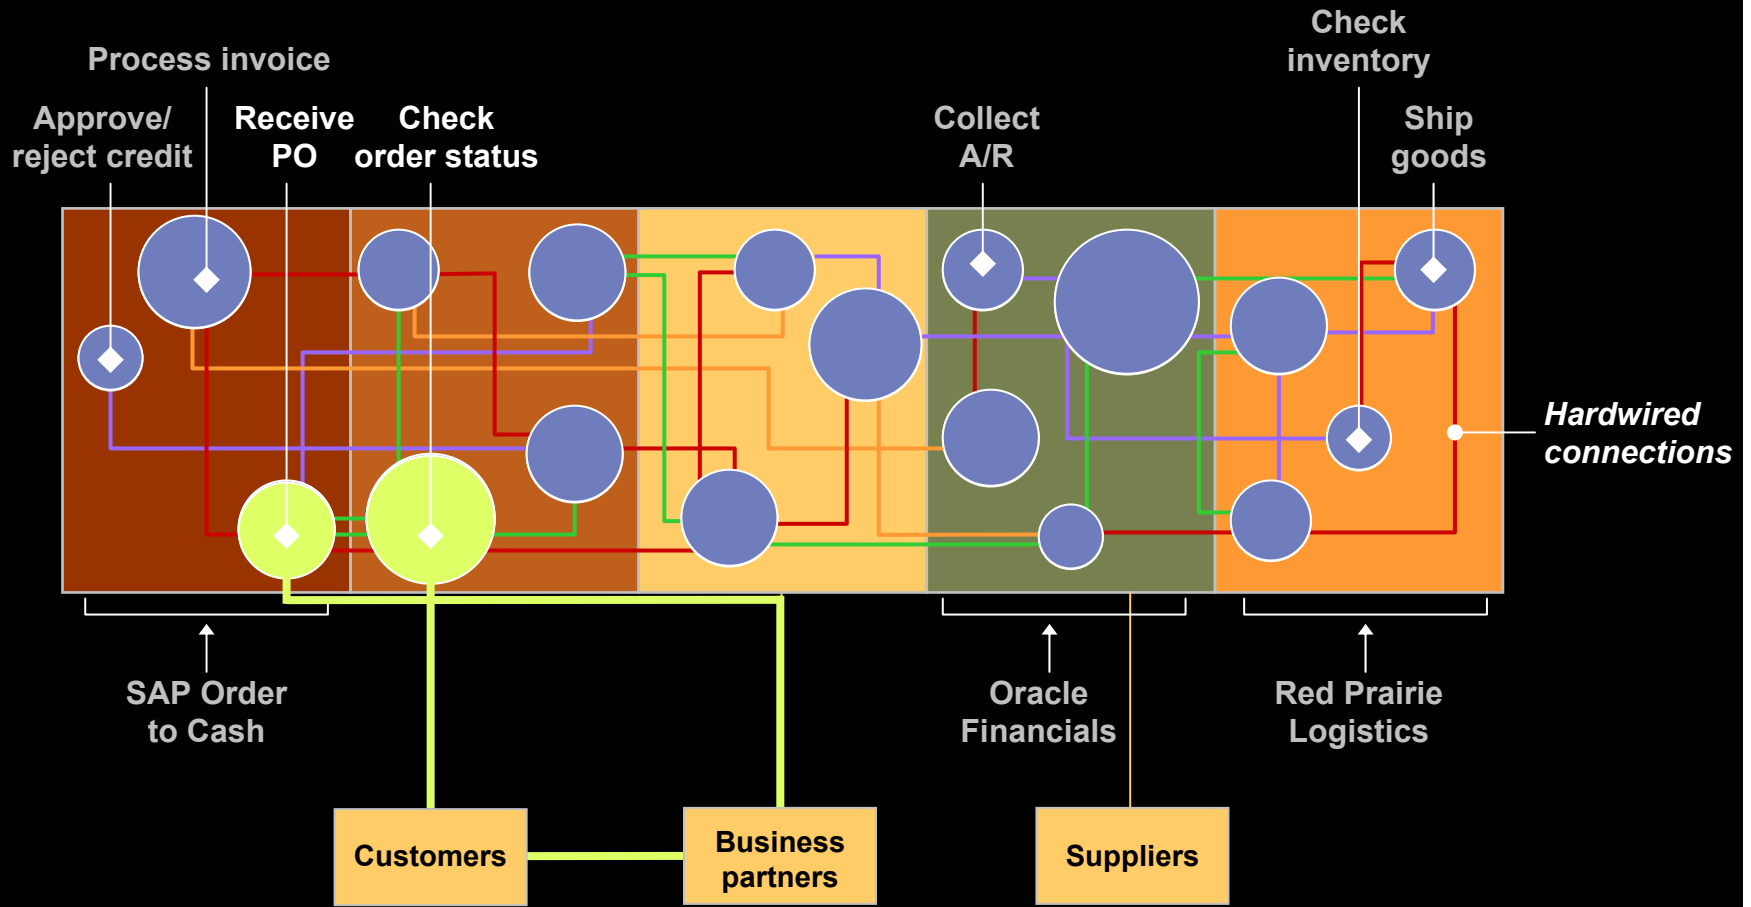 Check
inventory
Process invoice
Approve/
reject credit
Receive
PO
Check
order status
Collect
A/R
Ship
goods
Hardwired
connections
SAP Order
to Cash
Oracle
Financials
Red Prairie
Logistics
Customers
Business
partners
Suppliers